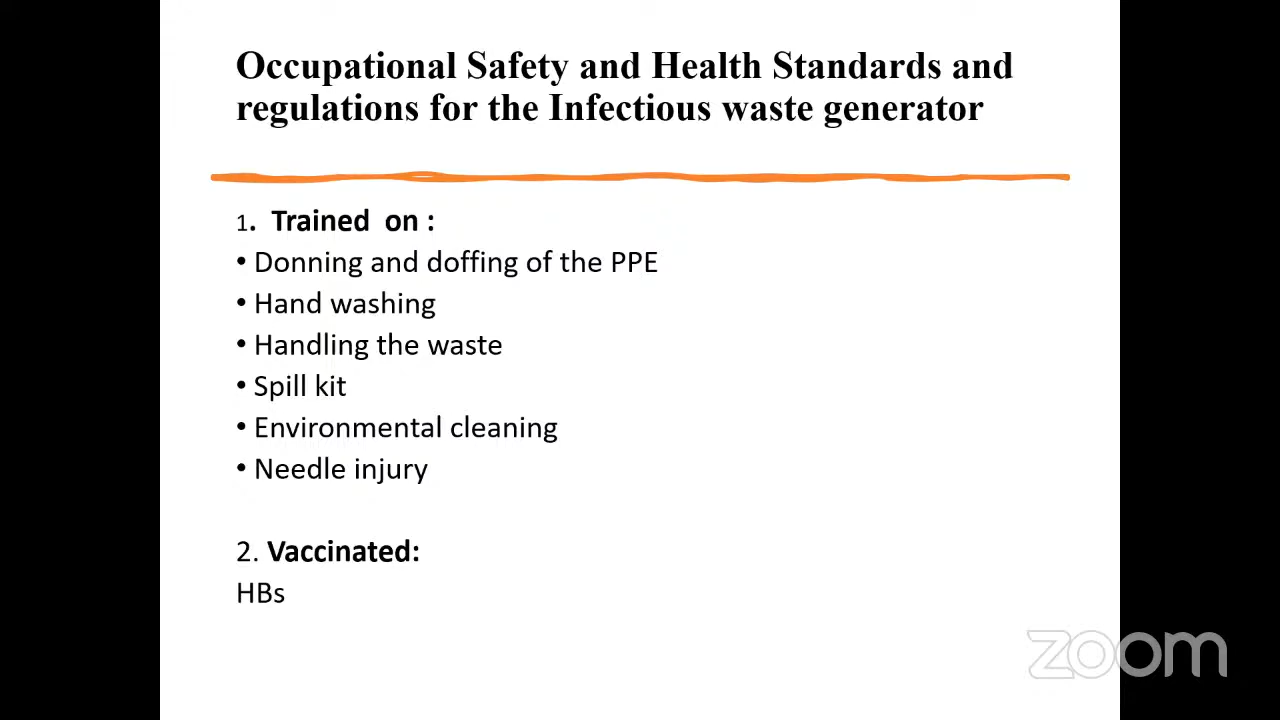 Occupational Safety and Health Standards and
regulations for the Infectious waste generator
1. Trained on :
• Donning and doffing of the PPE
• Hand washing
• Handling the waste
• Spill kit
• Environmental cleaning
• Needle injury
2. Vaccinated:
HBs
zoom